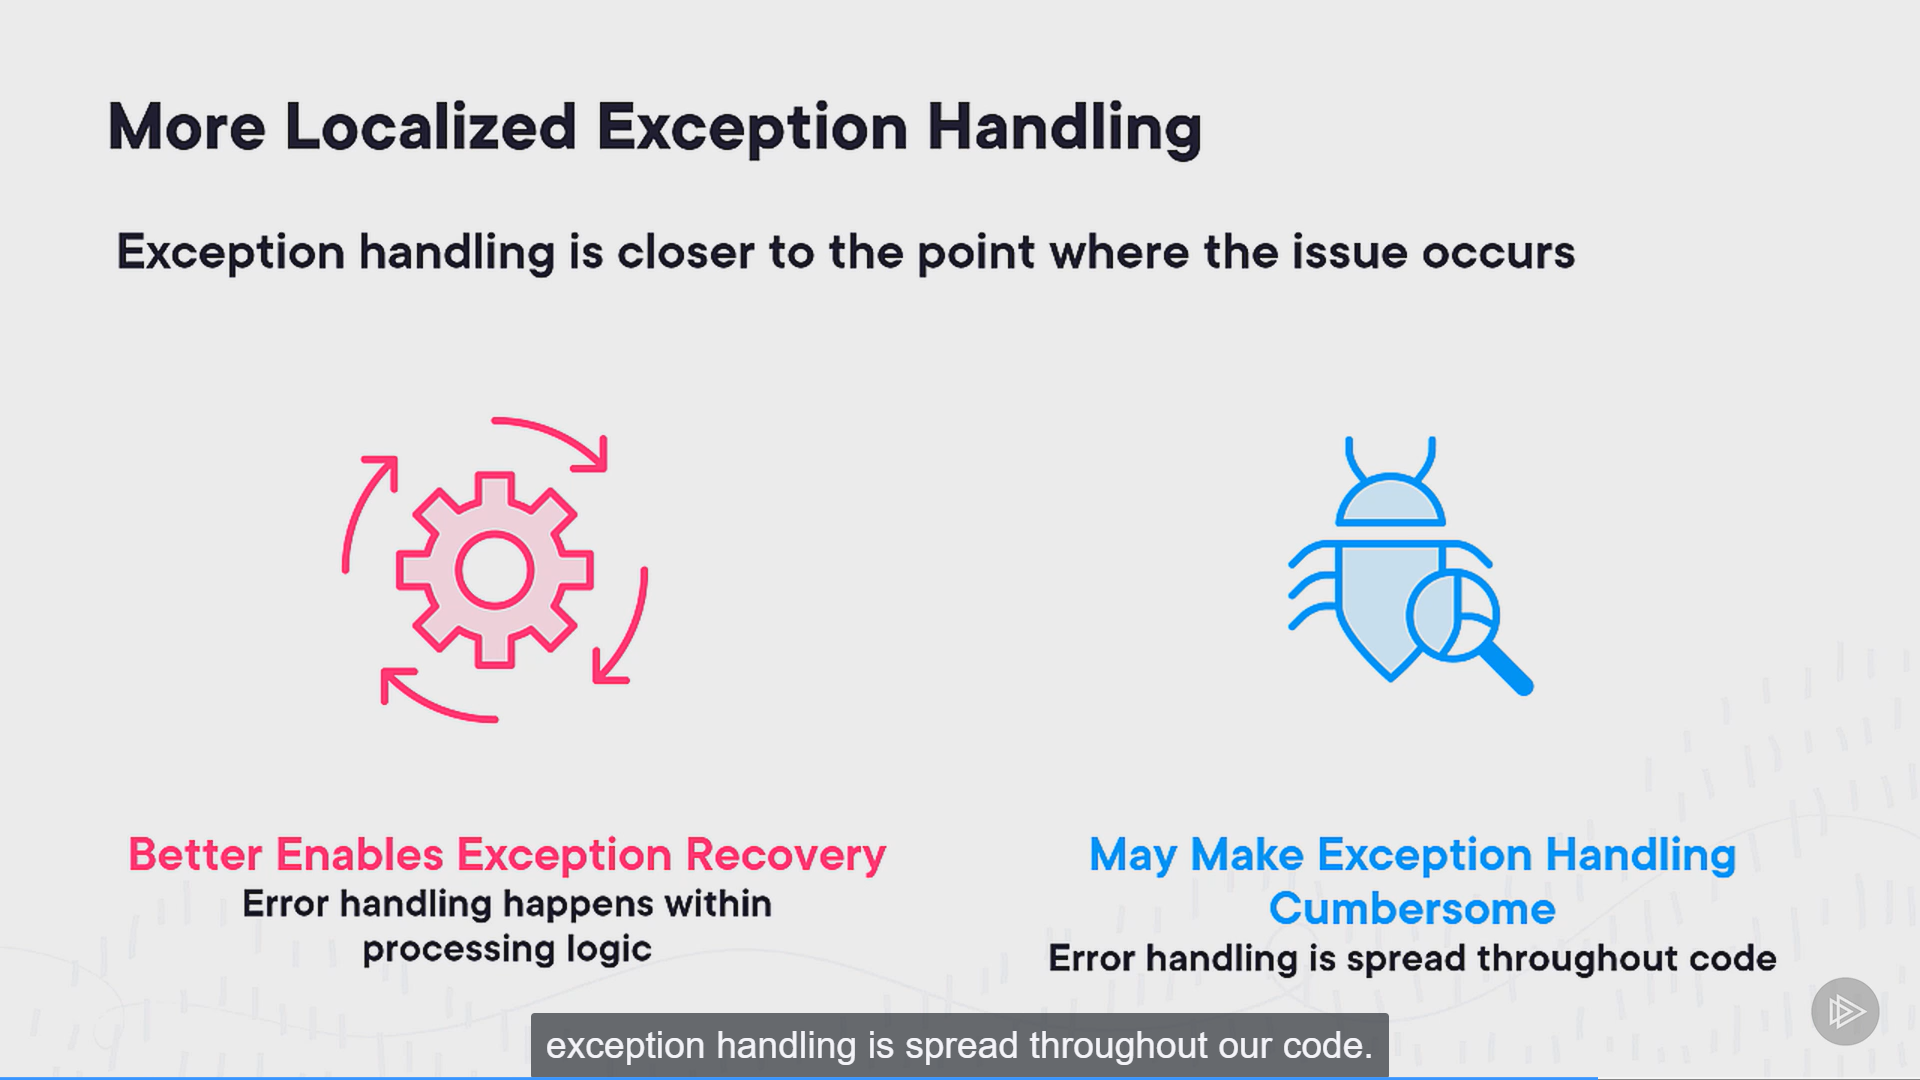 More Localized Exception Handling
Exception handling is closer to the point where the issue occurs
Better Enables Exception Recovery
Error handling happens within
processing logic
May Make Exception Handling
Cumbersome
Error handling is spread throughout code
exception handling is spread throughout our code.